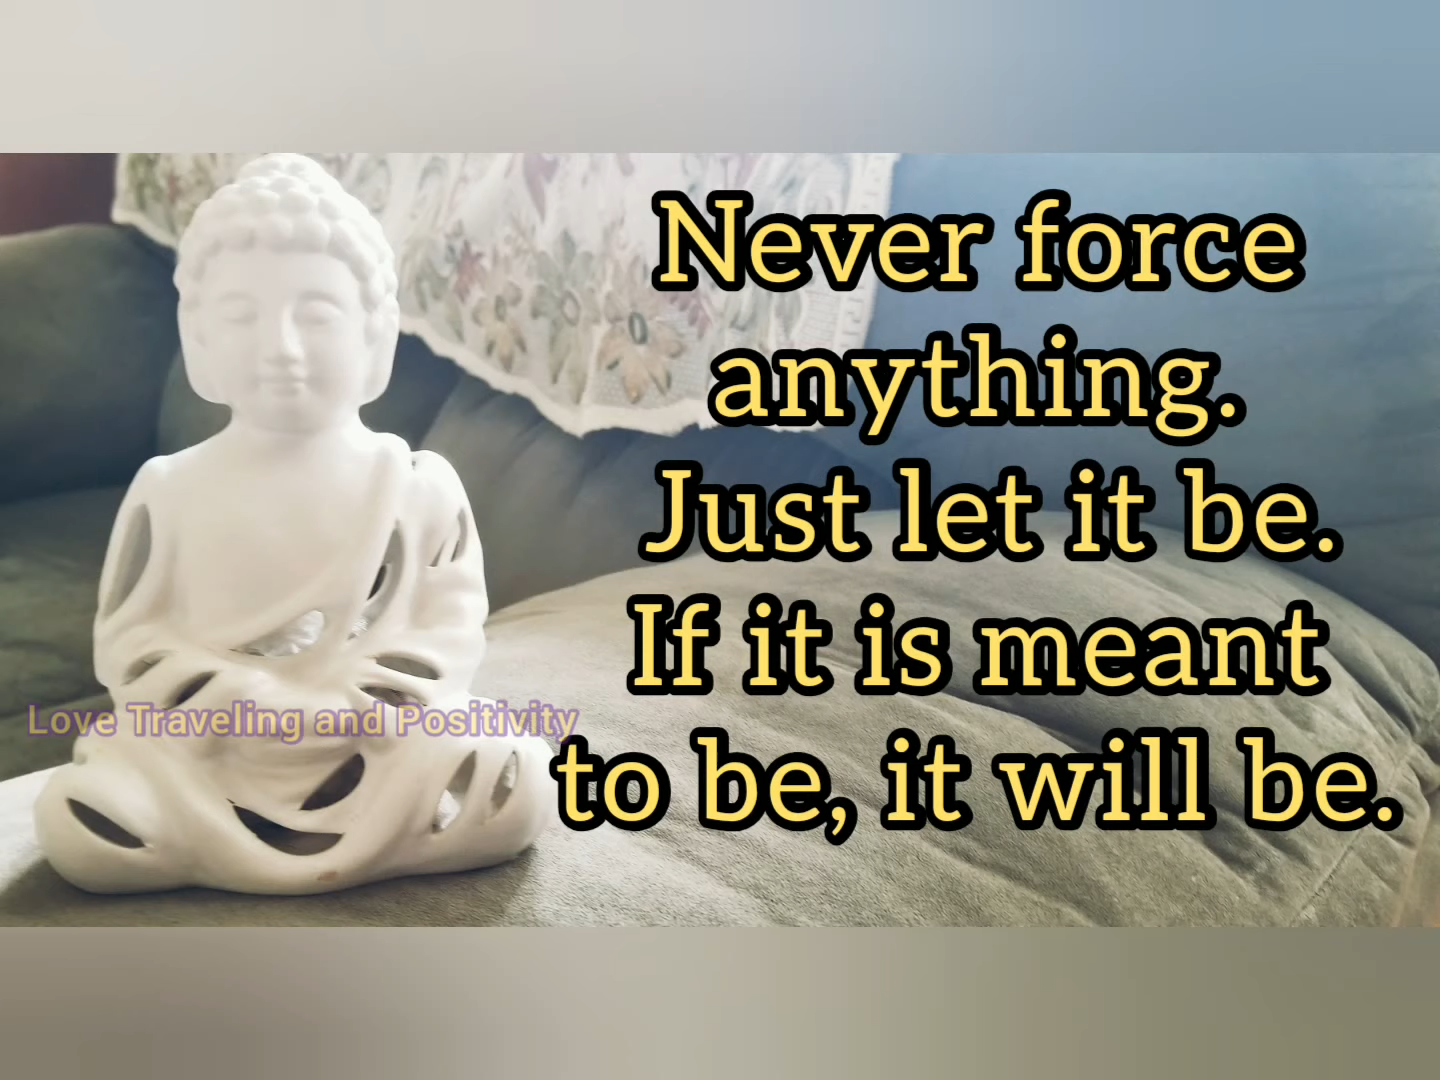 Never force
anything.
Just let it be.
If it is meant
to be, it will be.
Love Traveling and Positivity